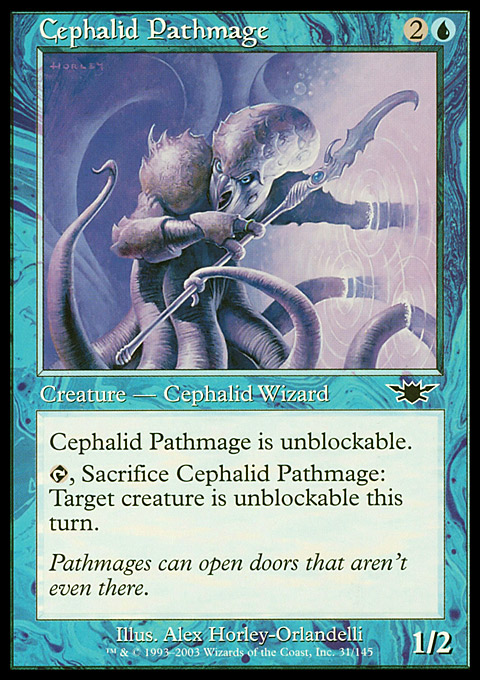 Cephalid Pathmage 2
HORLEY
Creature — Cephalid Wizard
Cephalid Pathmage is unblockable.
, Sacrifice Cephalid Pathmage:
Target creature is unblockable this
turn.
Pathmages can open doors that aren't
even there.
Illus. Alex Horley-Orlandelli
1/2
™ & © 1993–2003 Wizards of the Coast, Inc. 31/145